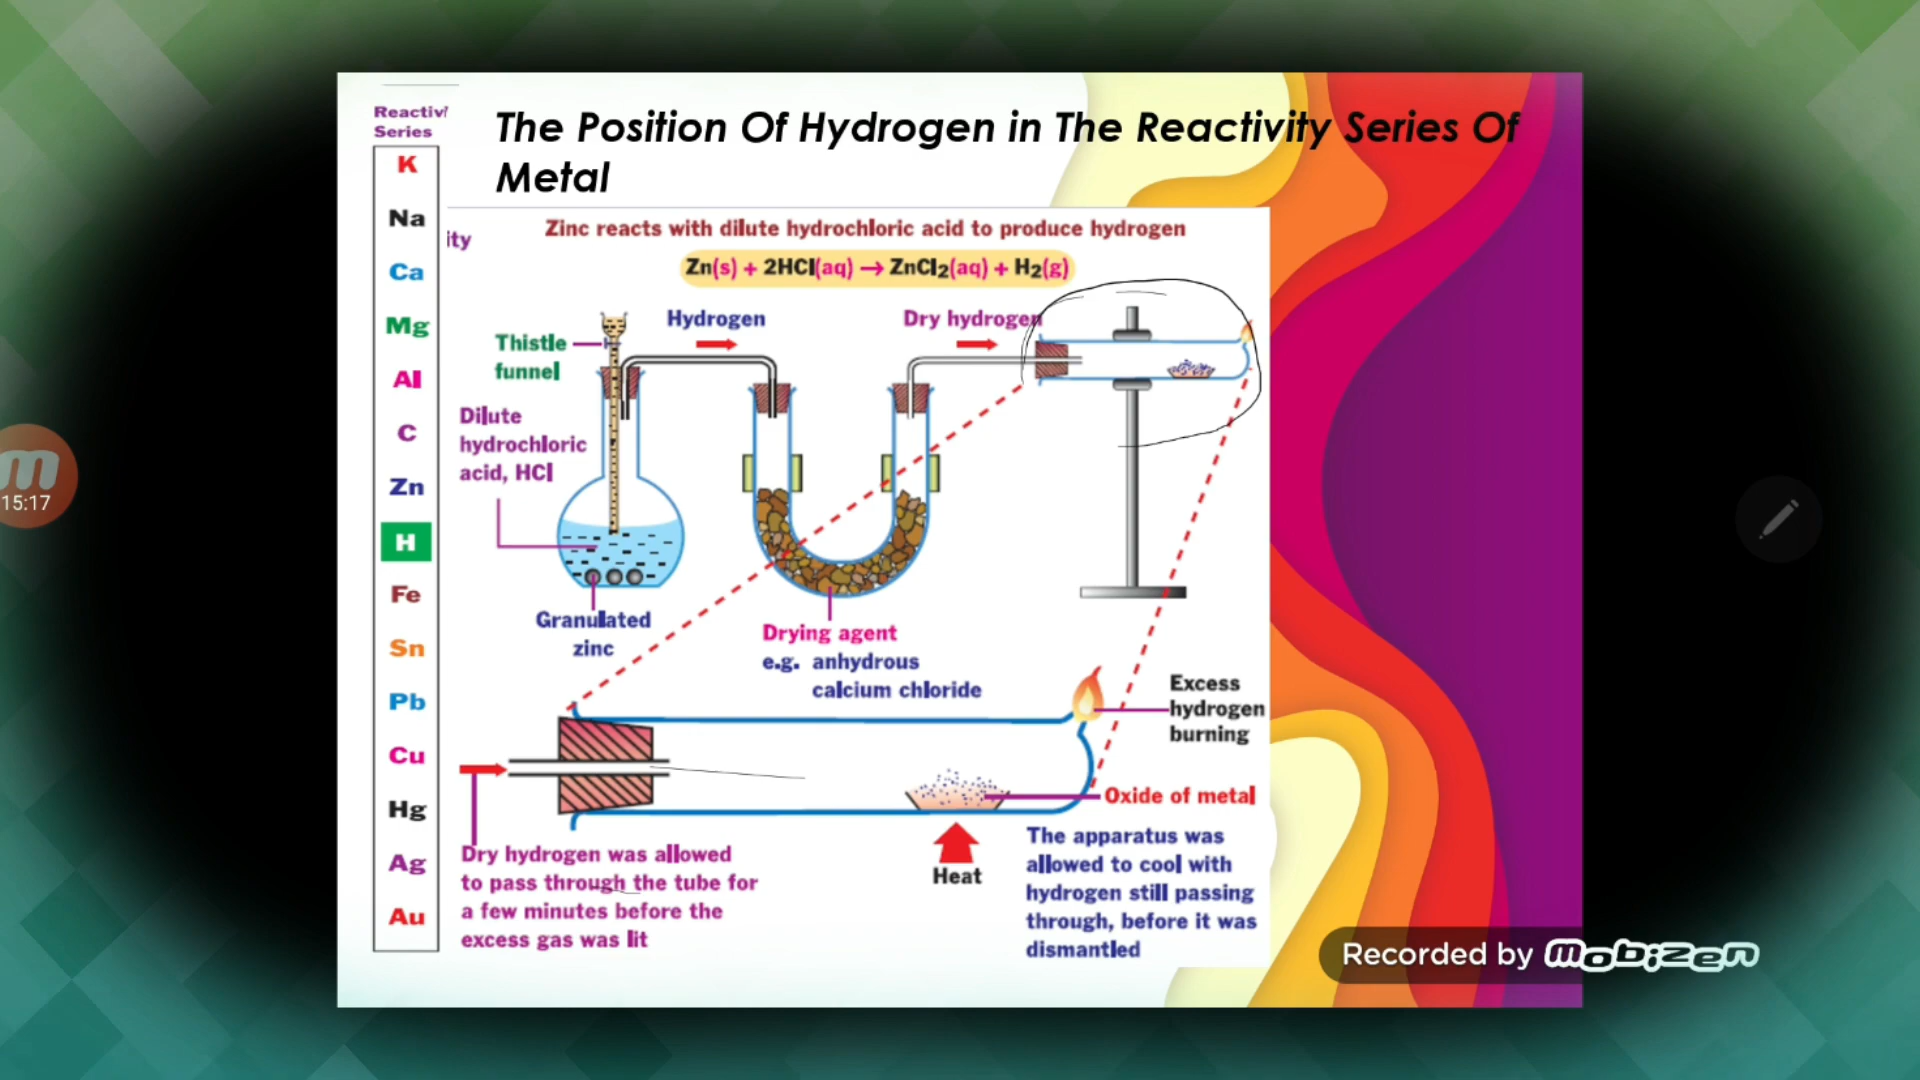 Reactivi
Series
The Position Of Hydrogen in The Reactivity Series Of
Metal
K
Na
Ca
Mg
Al
C
Zn
H
Fe
Sn
Pb
Cu
Hg
Ag
Au
ity
Zinc reacts with dilute hydrochloric acid to produce hydrogen
Zn(s) + 2HCl(aq) → ZnCl2(aq) + H2(g)
Hydrogen
Dry hydrogen
Thistle
funnel
Dilute
hydrochloric
acid, HCl
Granulated
zinc
Drying agent
e.g. anhydrous
calcium chloride
Excess
hydrogen
burning
Oxide of metal
Heat
Dry hydrogen was allowed
to pass through the tube for
a few minutes before the
excess gas was lit
The apparatus was
allowed to cool with
hydrogen still passing
through, before it was
dismantled
m
15:17
Recorded by mobizen